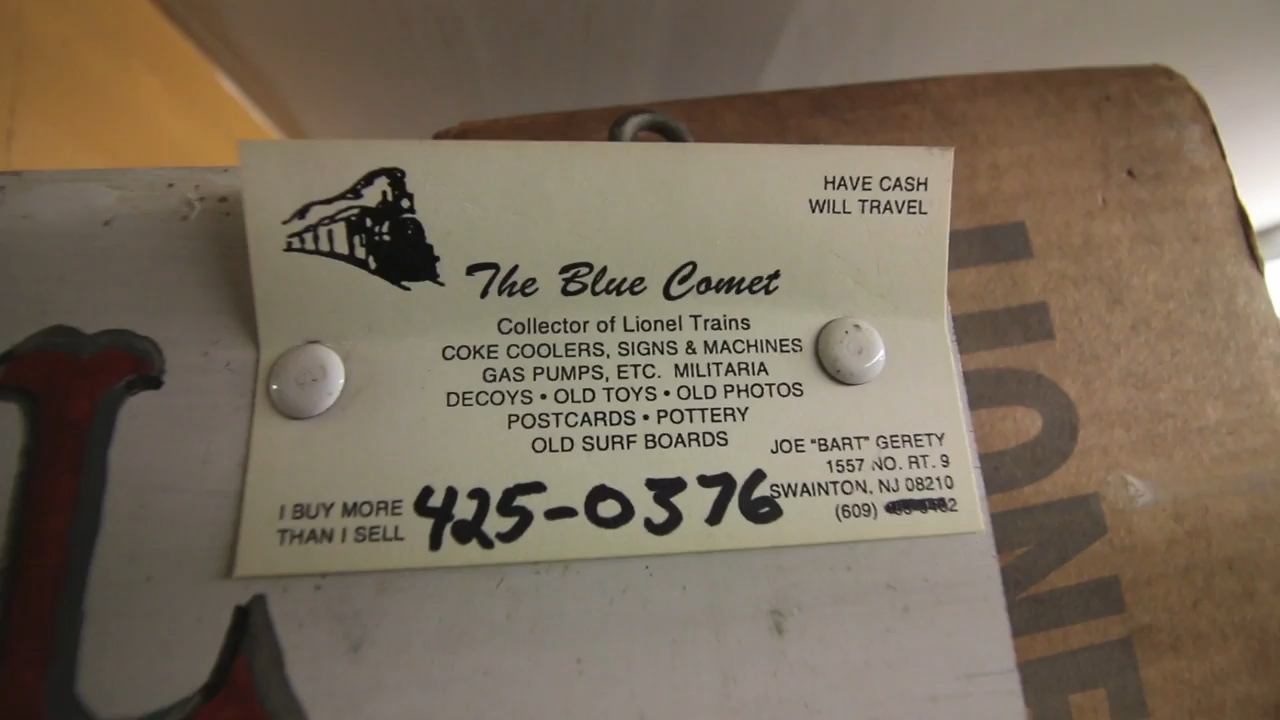 HAVE CASH
WILL TRAVEL
The Blue Comet
Collector of Lionel Trains
COKE COOLERS, SIGNS & MACHINES
GAS PUMPS, ETC. MILITARIA
DECOYS • OLD TOYS • OLD PHOTOS
POSTCARDS • POTTERY
OLD SURF BOARDS
JOE "BART" GERETY
1557 NO. RT. 9
SWAINTON, NJ 08210
(609)
I BUY MORE
THAN I SELL
425-0376
L
LIONE